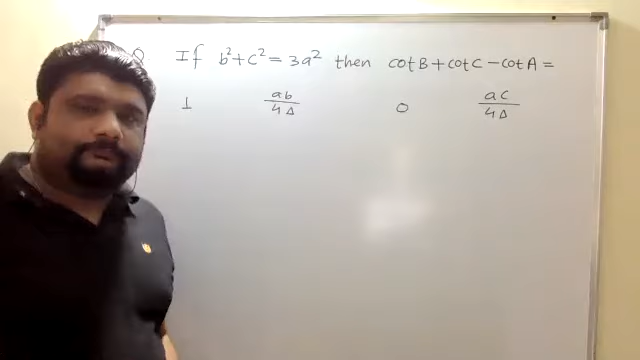 Q If b² + c² = 3a² then cotB + cotC - cotA =
1 ab/4Δ 0 ac/4Δ